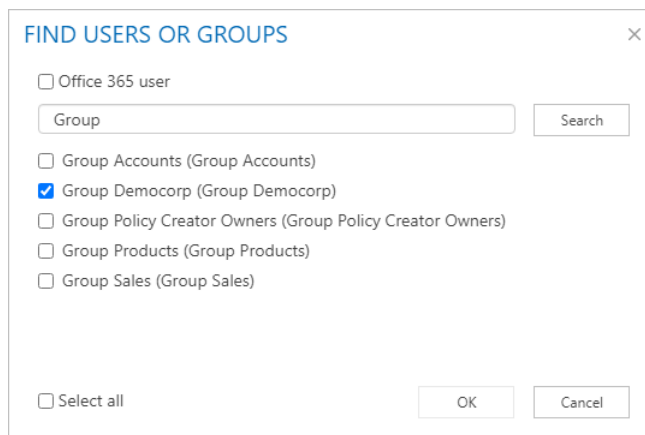 FIND USERS OR GROUPS
Office 365 user
Group
Search
Group Accounts (Group Accounts)
Group Democorp (Group Democorp)
Group Policy Creator Owners (Group Policy Creator Owners)
Group Products (Group Products)
Group Sales (Group Sales)
Select all
OK
Cancel